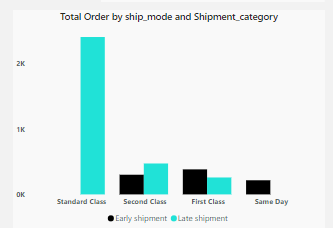 Total Order by ship_mode and Shipment_category
2K
1K
0K
Standard Class Second Class First Class Same Day
Early shipment Late shipment